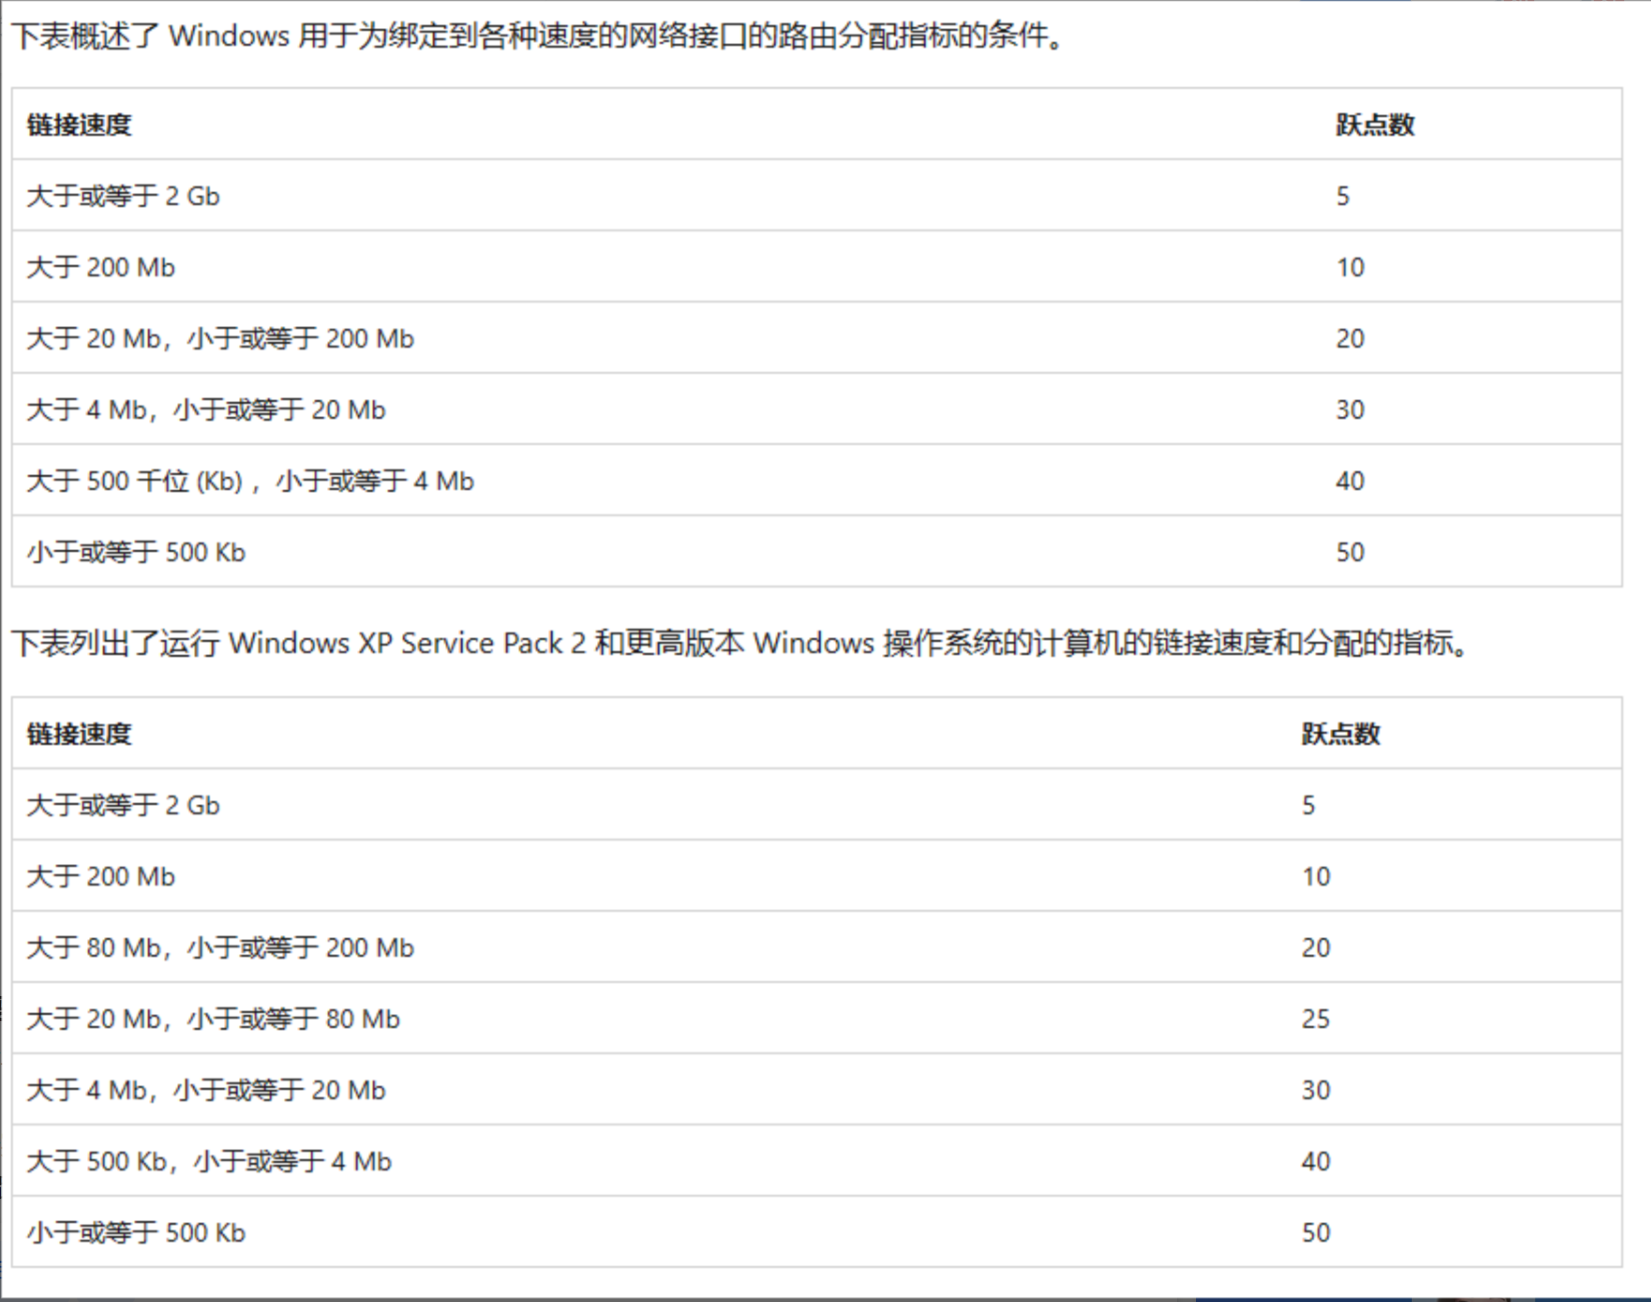 下表概述了 Windows 用于为绑定到各种速度的网络接口的路由分配指标的条件。
链接速度 跃点数
大于或等于 2 Gb 5
大于 200 Mb 10
大于 20 Mb，小于或等于 200 Mb 20
大于 4 Mb，小于或等于 20 Mb 30
大于 500 千位 (Kb) ，小于或等于 4 Mb 40
小于或等于 500 Kb 50
下表列出了运行 Windows XP Service Pack 2 和更高版本 Windows 操作系统的计算机的链接速度和分配的指标。
链接速度 跃点数
大于或等于 2 Gb 5
大于 200 Mb 10
大于 80 Mb，小于或等于 200 Mb 20
大于 20 Mb，小于或等于 80 Mb 25
大于 4 Mb，小于或等于 20 Mb 30
大于 500 Kb，小于或等于 4 Mb 40
小于或等于 500 Kb 50